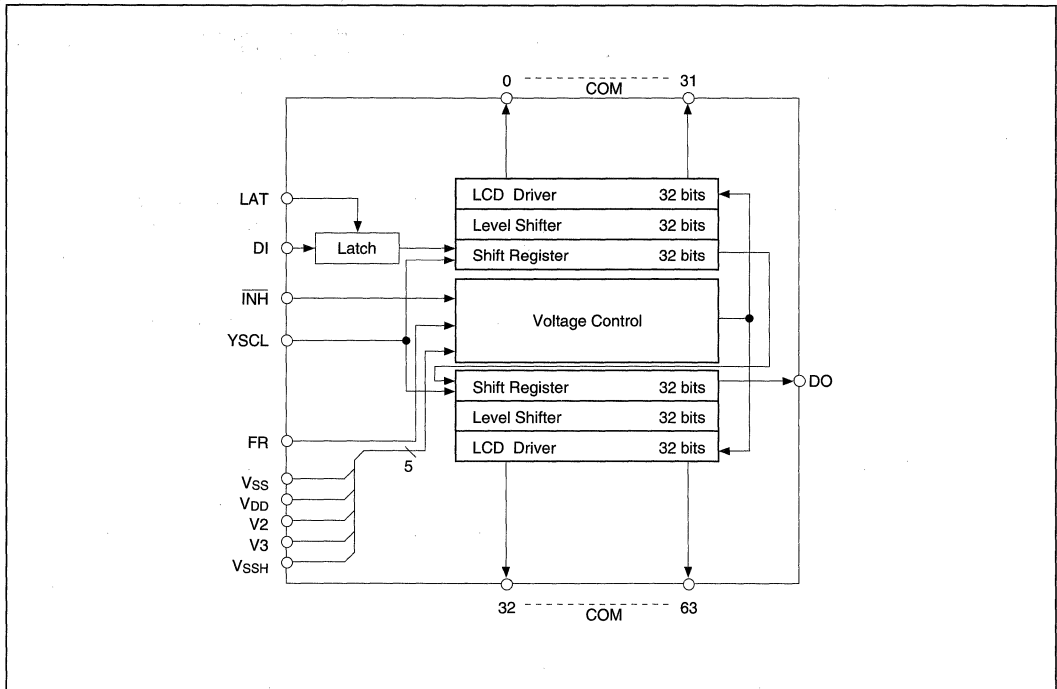 0 31
COM
LAT
DI
Latch
INH
YSCL
FR
VSS
VDD
V2
V3
VSSH
5
LCD Driver 32 bits
Level Shifter 32 bits
Shift Register 32 bits
Voltage Control
Shift Register 32 bits
Level Shifter 32 bits
LCD Driver 32 bits
DO
32 63
COM